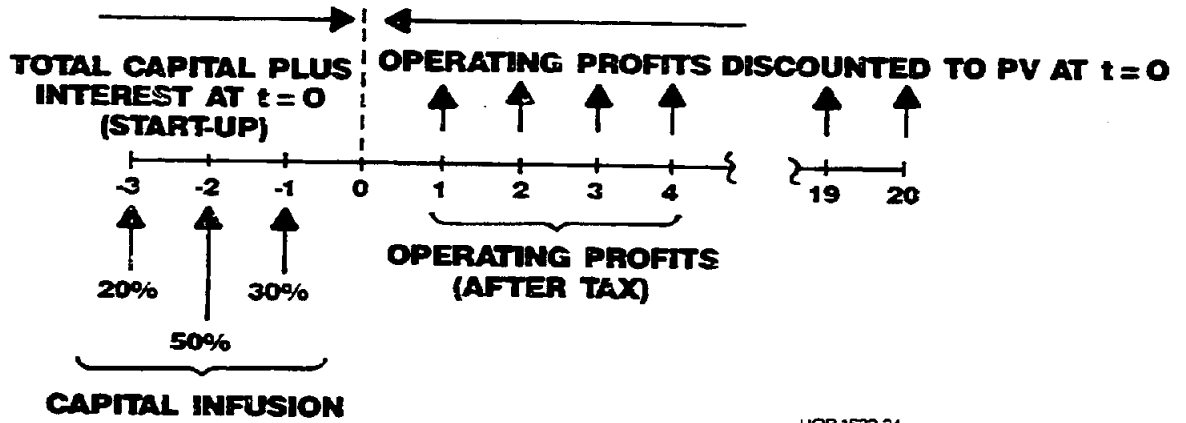 TOTAL CAPITAL PLUS
INTEREST AT t = 0
(START-UP)
OPERATING PROFITS DISCOUNTED TO PV AT t = 0
-3 -2 -1 0 1 2 3 4 19 20
OPERATING PROFITS
(AFTER TAX)
20% 30%
50%
CAPITAL INFUSION